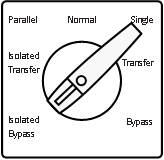 Parallel Normal Single
Isolated
Transfer
Transfer
Isolated
Bypass
Bypass